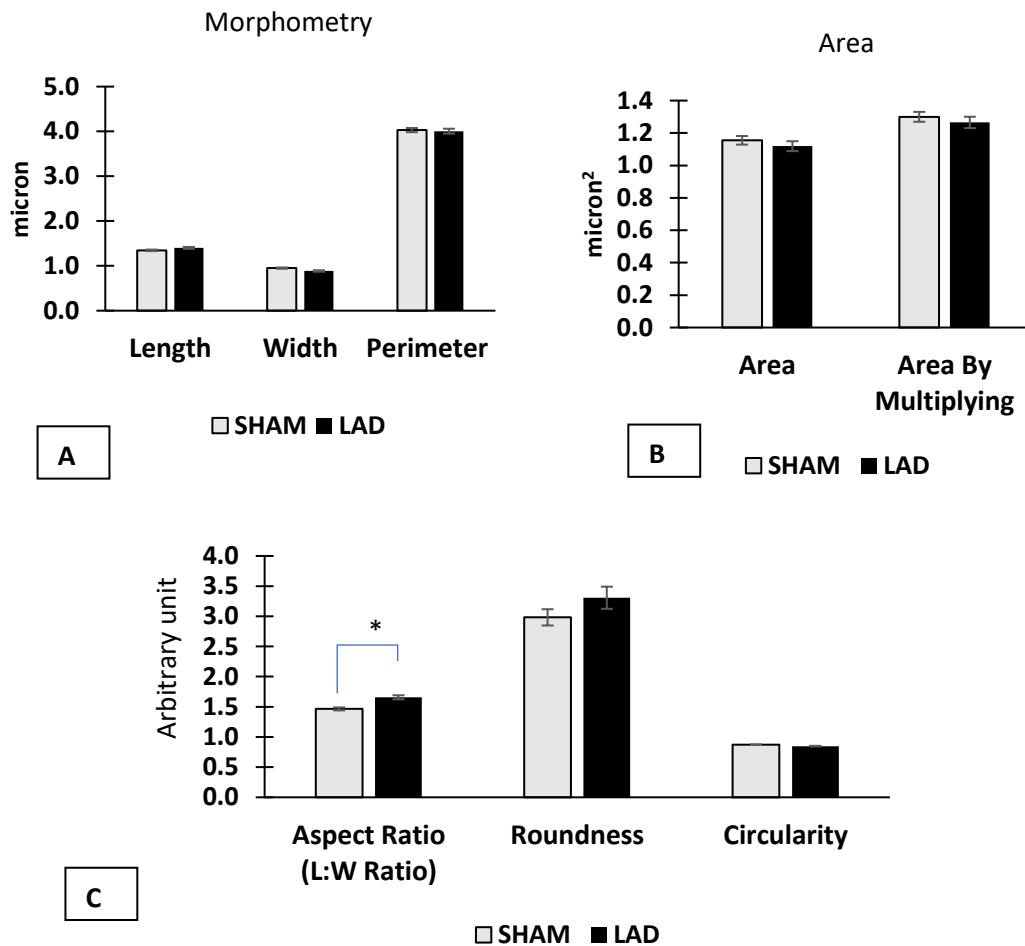 Morphometry
micron
5.0
4.0
3.0
2.0
1.0
0.0
Length Width Perimeter
SHAM LAD
A
Area
micron²
1.4
1.2
1.0
0.8
0.6
0.4
0.2
0.0
Area
Area By
Multiplying
SHAM LAD
B
Arbitrary unit
4.0
3.5
3.0
2.5
2.0
1.5
1.0
0.5
0.0
*
Aspect Ratio
(L:W Ratio)
Roundness
Circularity
C
SHAM LAD